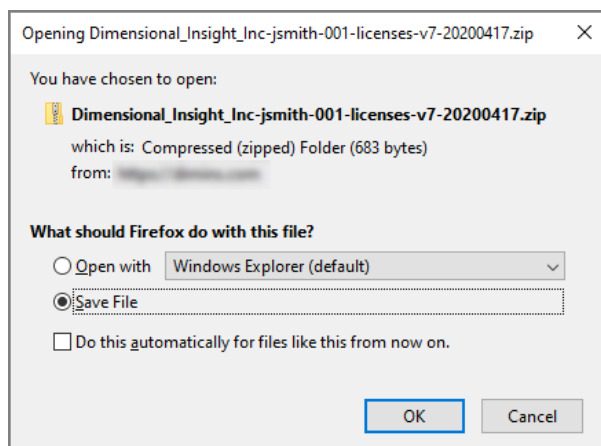 Opening Dimensional_Insight_Inc-jsmith-001-licenses-v7-20200417.zip
You have chosen to open:
Dimensional_Insight_Inc-jsmith-001-licenses-v7-20200417.zip
which is: Compressed (zipped) Folder (683 bytes)
from:
What should Firefox do with this file?
Open with Windows Explorer (default)
Save File
Do this automatically for files like this from now on.
OK Cancel